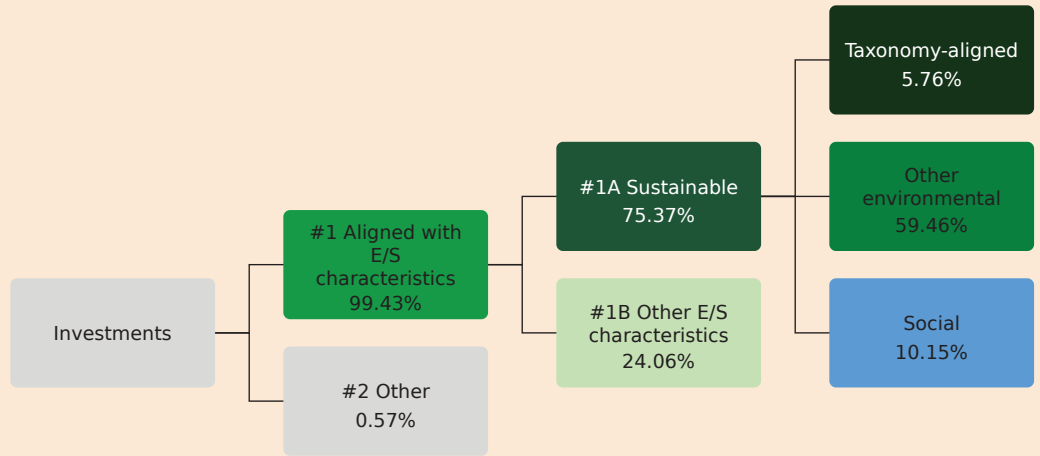 Investments
#1 Aligned with
E/S
characteristics
99.43%
#2 Other
0.57%
#1A Sustainable
75.37%
#1B Other E/S
characteristics
24.06%
Taxonomy-aligned
5.76%
Other
environmental
59.46%
Social
10.15%